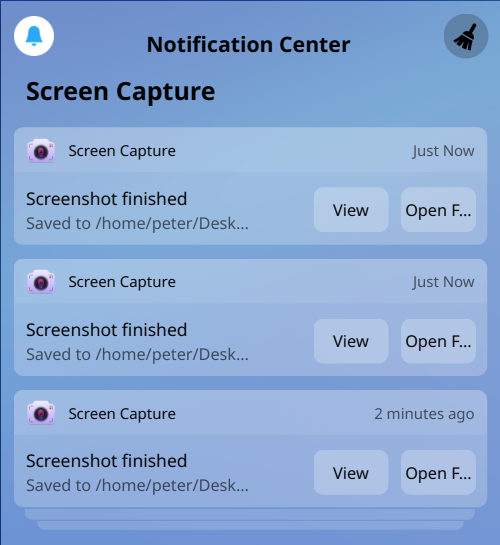 Notification Center
Screen Capture
Screen Capture Just Now
Screenshot finished
Saved to /home/peter/Desk...
View Open F...
Screen Capture Just Now
Screenshot finished
Saved to /home/peter/Desk...
View Open F...
Screen Capture 2 minutes ago
Screenshot finished
Saved to /home/peter/Desk...
View Open F...